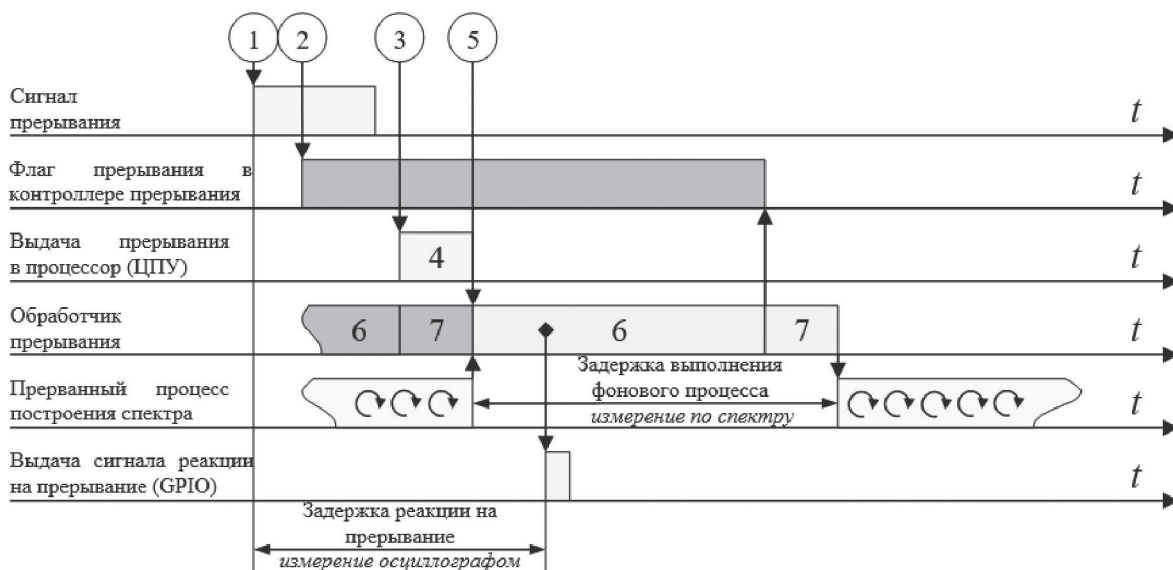 1 2 3 5
Сигнал
прерывания
t
Флаг прерывания в
контроллере прерывания
t
Выдача прерывания
в процессор (ЦПУ)
4
t
Обработчик
прерывания
6 7 6 7
t
Прерванный процесс
построения спектра
Задержка выполнения
фонового процесса
измерение по спектру
t
Выдача сигнала реакции
на прерывание (GPIO)
t
Задержка реакции на
прерывание
измерение осциллографом